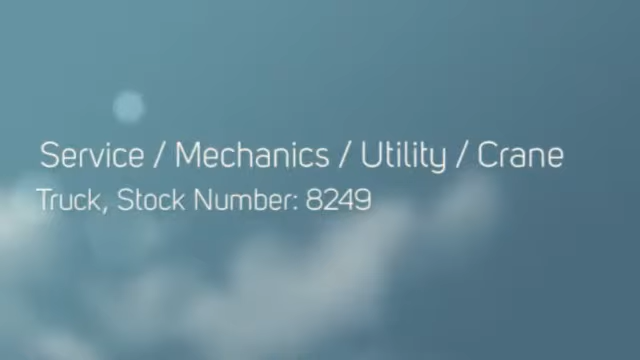 Service / Mechanics / Utility / Crane
Truck, Stock Number: 8249